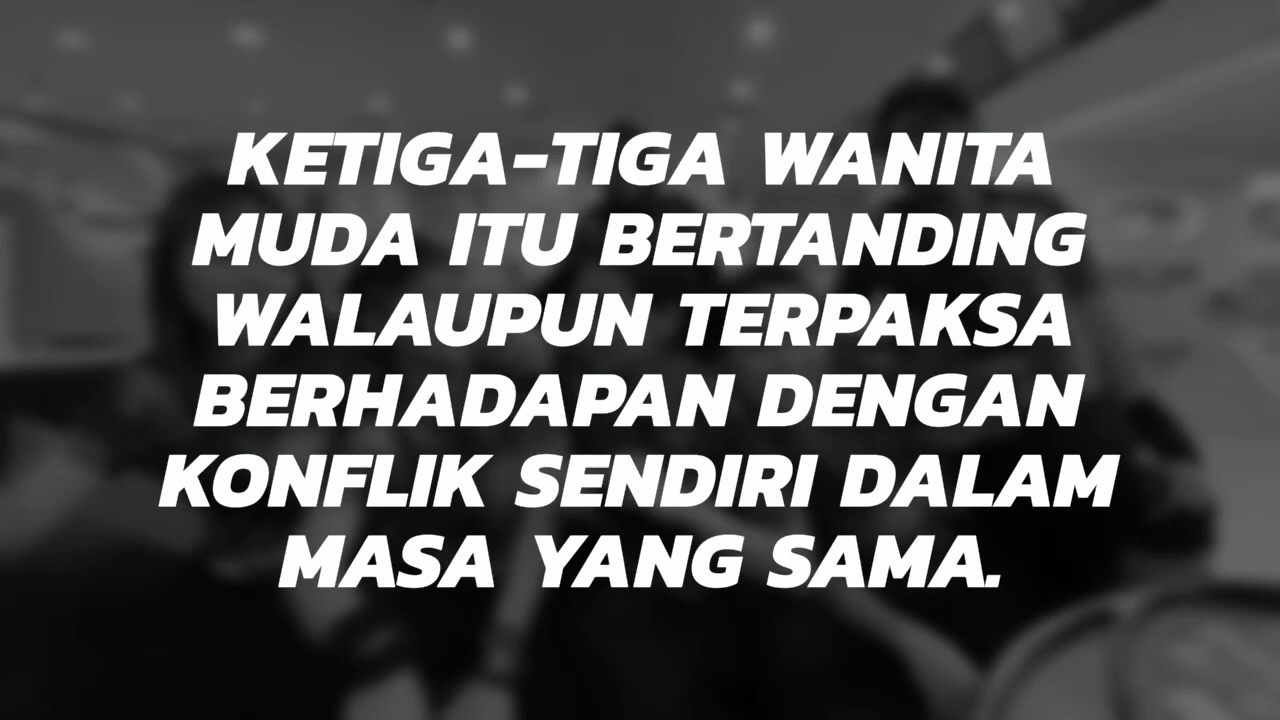 KETIGA-TIGA WANITA
MUDA ITU BERTANDING
WALAUPUN TERPAKSA
BERHADAPAN DENGAN
KONFLIK SENDIRI DALAM
MASA YANG SAMA.